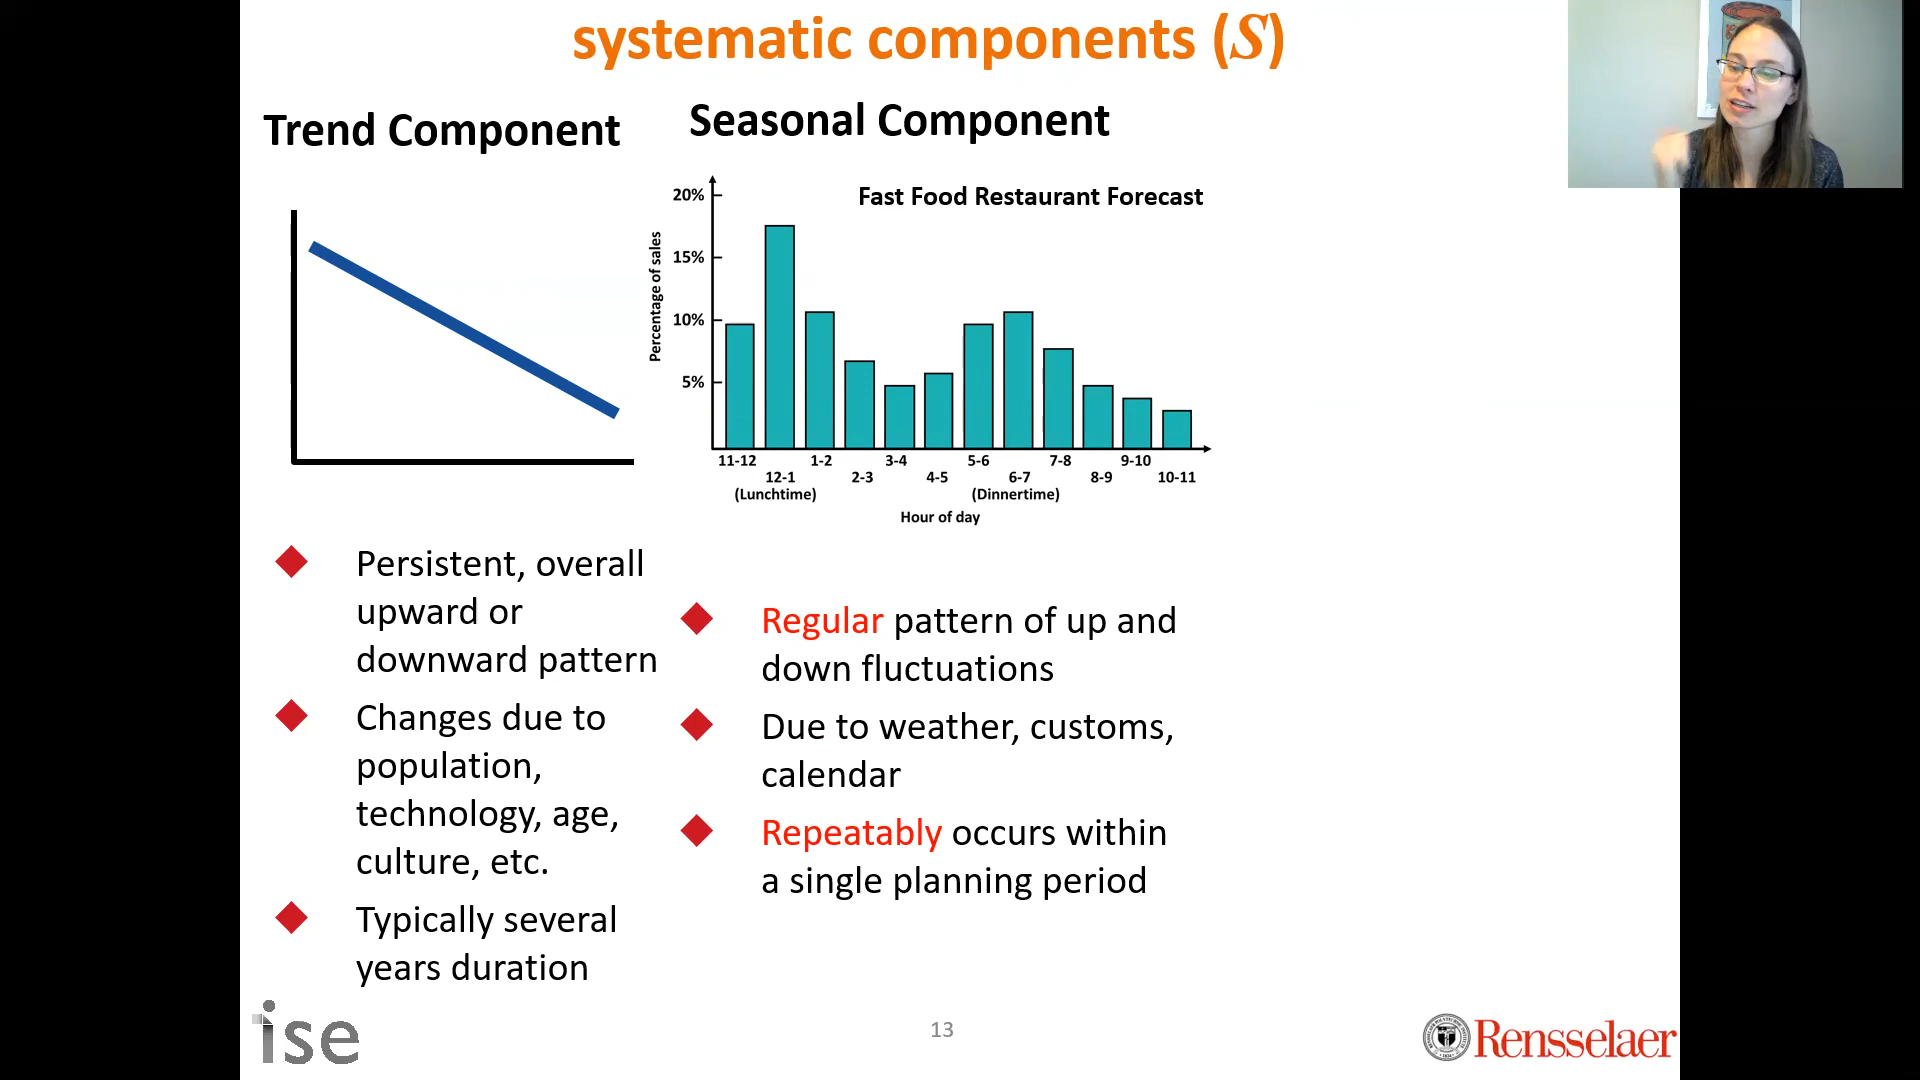 systematic components (S)
Trend Component
Seasonal Component
Fast Food Restaurant Forecast
Percentage of sales
20%
15%
10%
5%
11-12
12-1
1-2
2-3
3-4
4-5
5-6
6-7
7-8
8-9
9-10
10-11
(Lunchtime)
(Dinnertime)
Hour of day
Persistent, overall
upward or
downward pattern
Changes due to
population,
technology, age,
culture, etc.
Typically several
years duration
Regular pattern of up and
down fluctuations
Due to weather, customs,
calendar
Repeatably occurs within
a single planning period
ise
13
Rensselaer